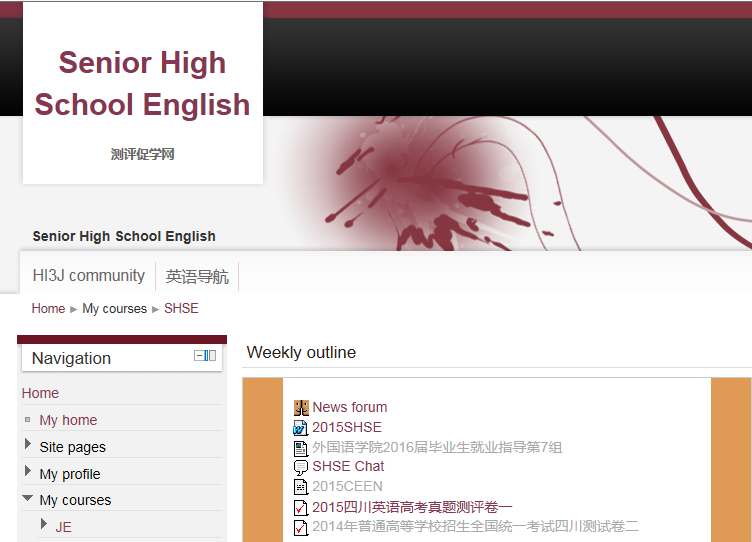 Senior High
School English
测评促学网
Senior High School English
HI3J community
英语导航
Home ► My courses ► SHSE
Navigation
Home
My home
Site pages
My profile
My courses
JE
Weekly outline
News forum
2015SHSE
外国语学院2016届毕业生就业指导第7组
SHSE Chat
2015CEEN
2015四川英语高考真题测评卷一
2014年普通高等学校招生全国统一考试四川测试卷二